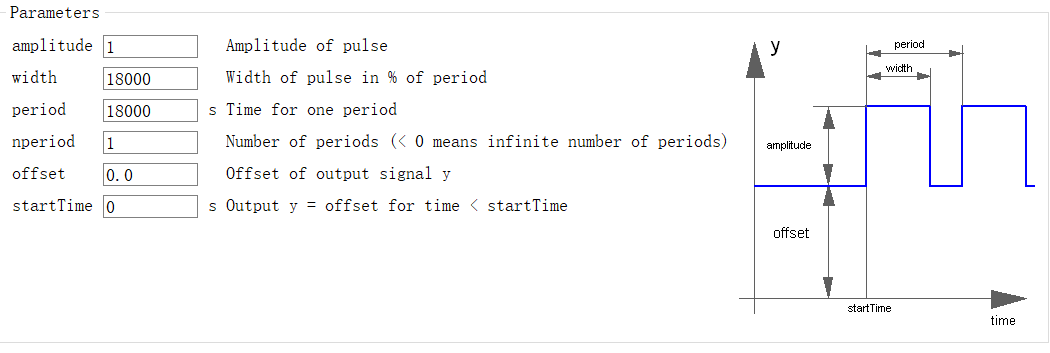 Parameters
amplitude 1 Amplitude of pulse
width 18000 Width of pulse in % of period
period 18000 s Time for one period
nperiod 1 Number of periods (< 0 means infinite number of periods)
offset 0.0 Offset of output signal y
startTime 0 s Output y = offset for time < startTime
y
period
width
amplitude
offset
startTime
time